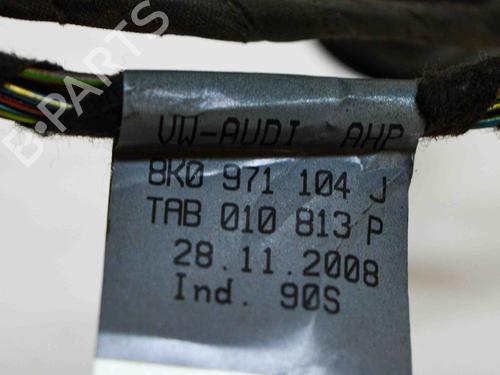 B-PARTS
VW-AUDI AHP
8K0 971 104 J
TAB 010 813 P
28.11.2008
Ind. 90S